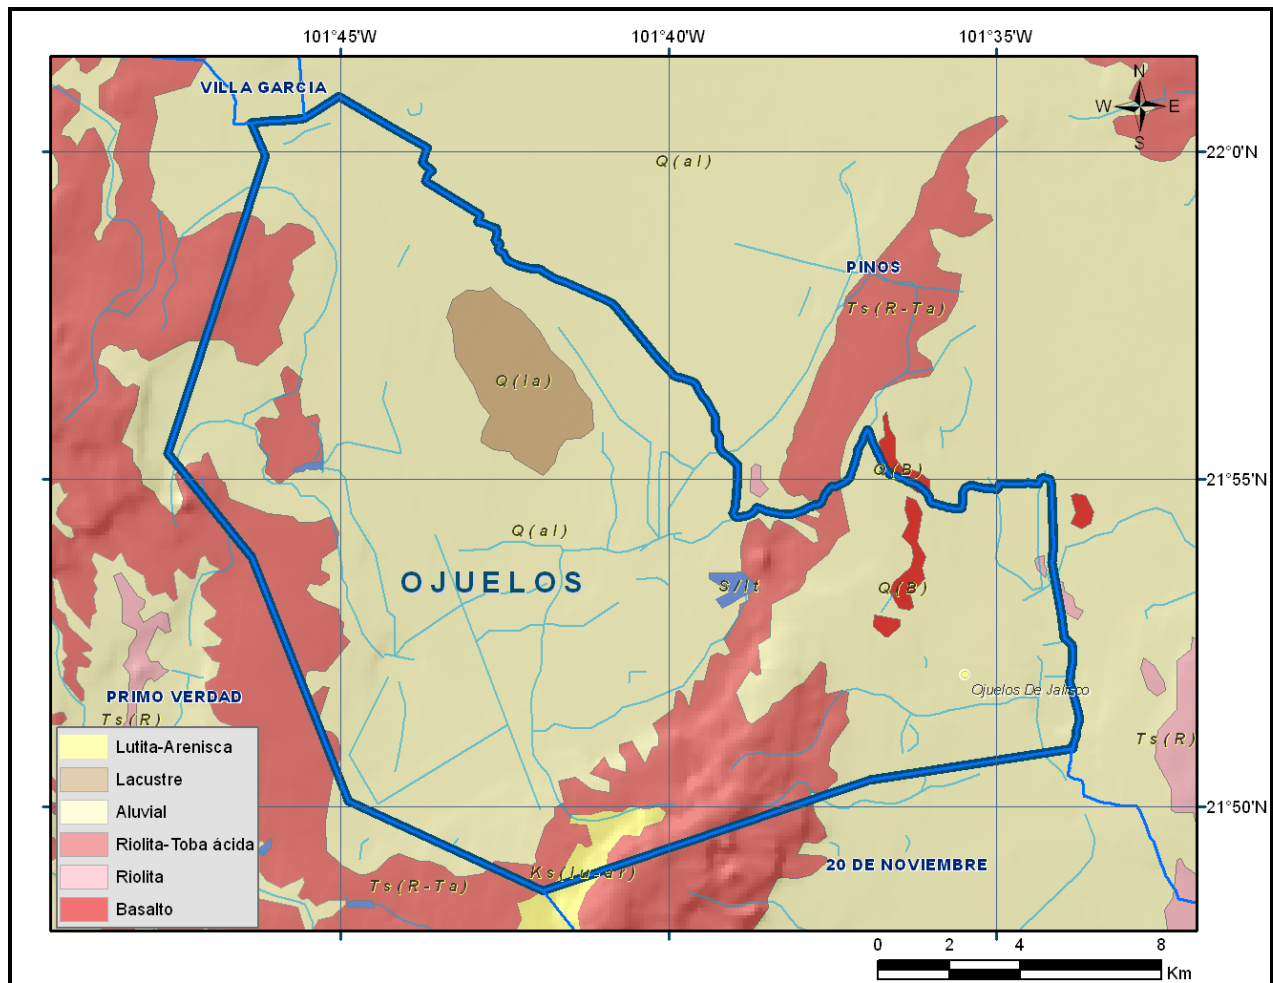 101°45'W
101°40'W
101°35'W
N
W
E
S
VILLA GARCIA
22°0'N
Q(al)
PINOS
Ts(R-Ta)
Q(la)
Q(B)
21°55'N
Q(al)
OJUELOS
S/lt
Q(B)
Ojuelos De Jalisco
PRIMO VERDAD
Ts(R)
Ts(R)
Lutita-Arenisca
Lacustre
Aluvial
Riolita-Toba ácida
Riolita
Basalto
21°50'N
20 DE NOVIEMBRE
Ks(lu-ar)
Ts(R-Ta)
0 2 4 8
Km